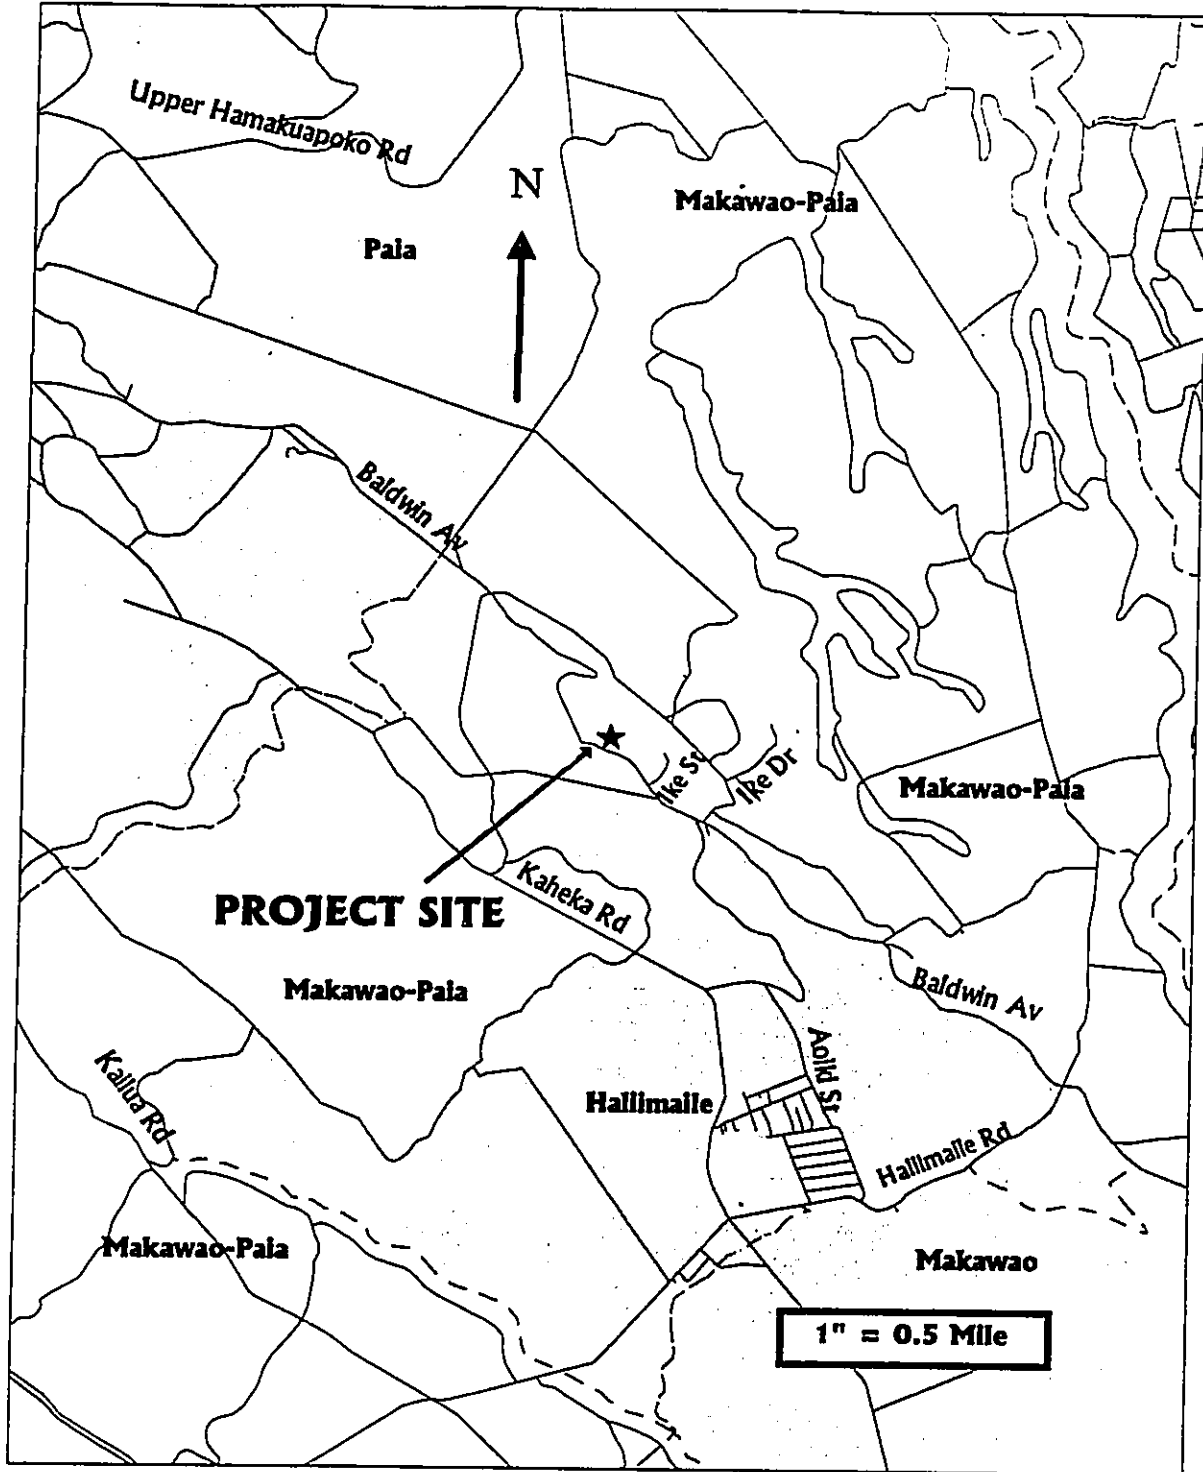 Upper Hamakuapoko Rd
N
Makawao-Paia
Paia
Baldwin Av
Ike St
Ike Dr
Makawao-Paia
Kaheka Rd
PROJECT SITE
Makawao-Paia
Baldwin Av
Kailua Rd
Aoiki St
Haliimaile
Haliimaile Rd
Makawao-Paia
Makawao
1" = 0.5 Mile